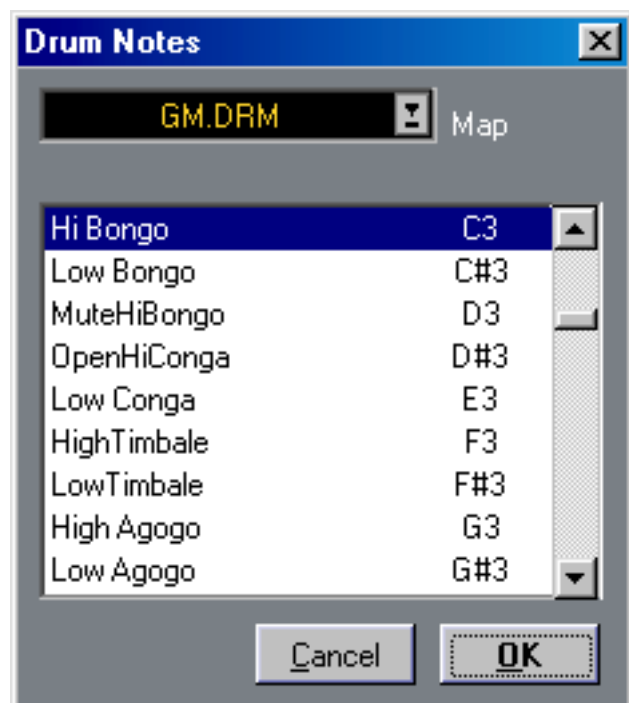 Drum Notes
GM.DRM Map
Hi Bongo C3
Low Bongo C#3
MuteHiBongo D3
OpenHiConga D#3
Low Conga E3
HighTimbale F3
LowTimbale F#3
High Agogo G3
Low Agogo G#3
Cancel OK